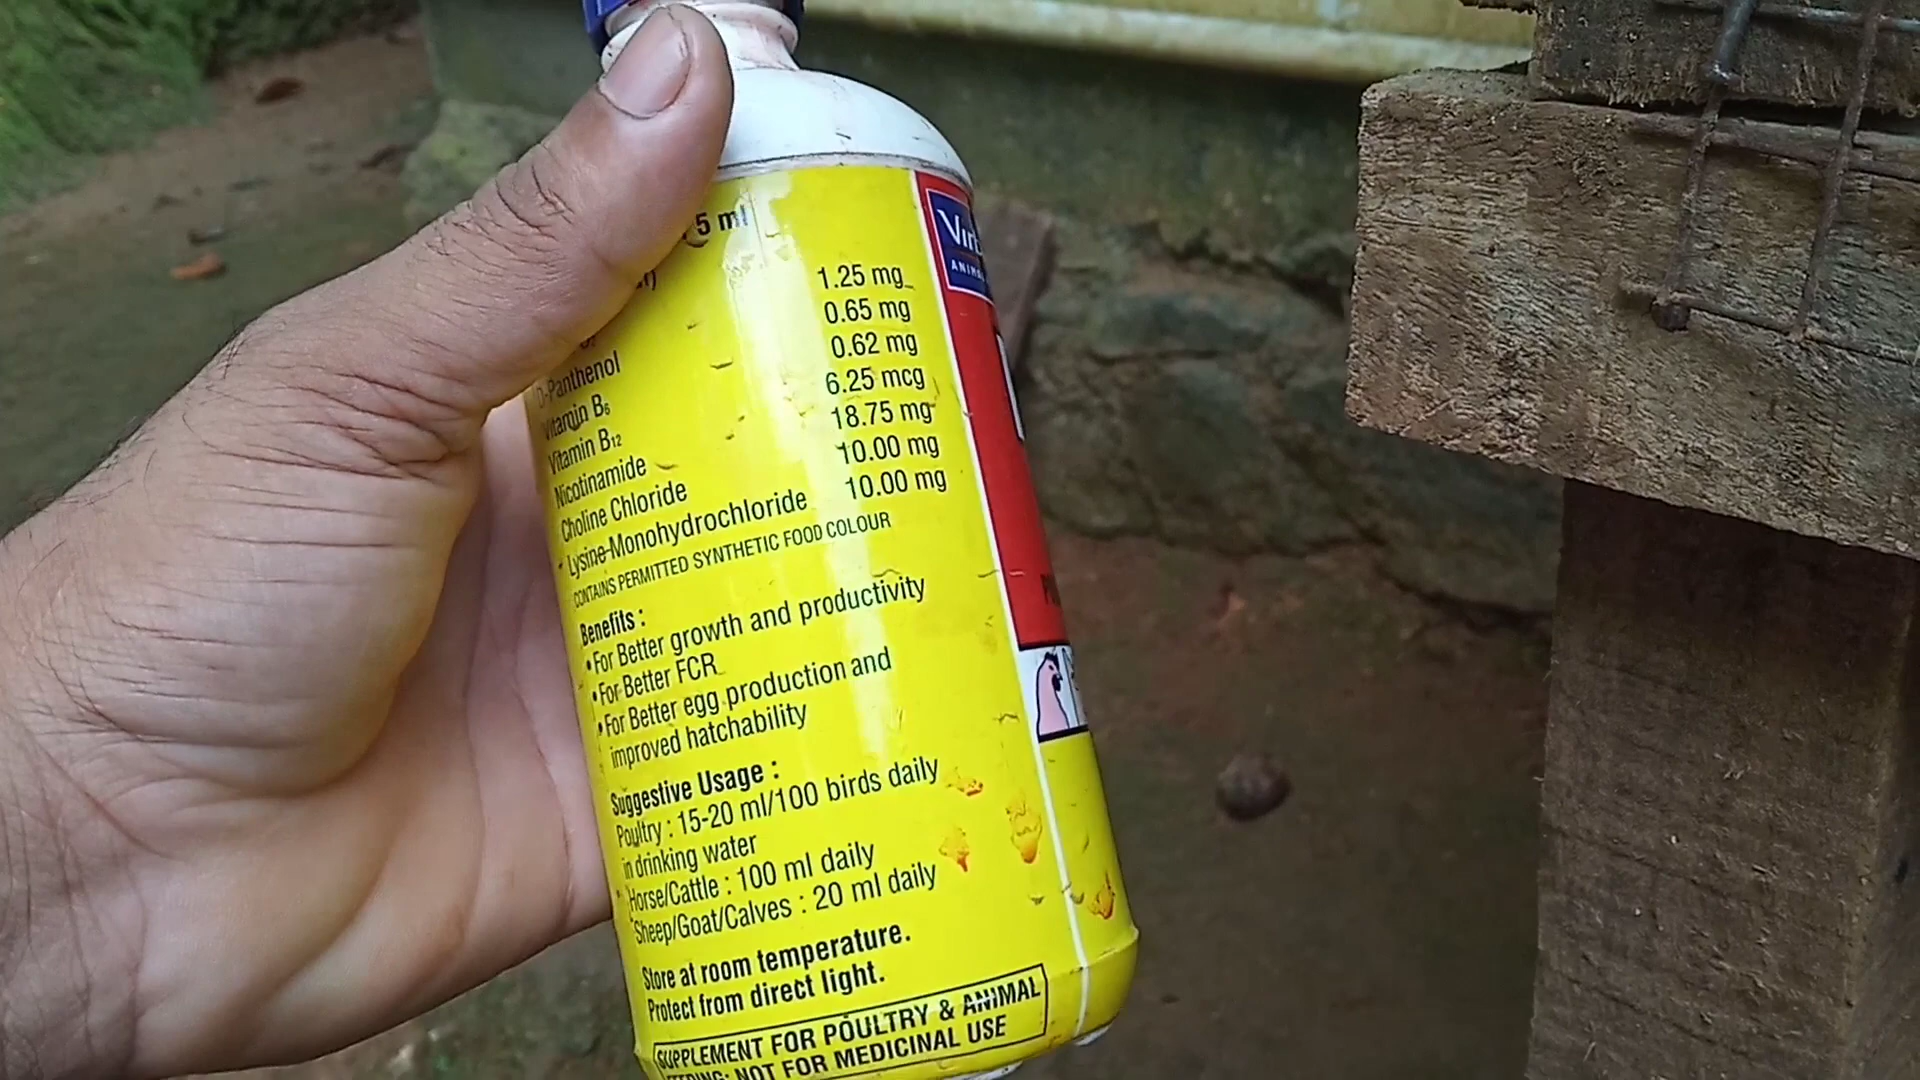 5 ml
1.25 mg
0.65 mg
D-Panthenol 0.62 mg
Vitamin B6 6.25 mcg
Vitamin B12 18.75 mg
Nicotinamide 10.00 mg
Choline Chloride 10.00 mg
Lysine-Monohydrochloride
CONTAINS PERMITTED SYNTHETIC FOOD COLOUR
Benefits :
•For Better growth and productivity
•For Better FCR
•For Better egg production and
improved hatchability
Suggestive Usage :
Poultry : 15-20 ml/100 birds daily
in drinking water
Horse/Cattle : 100 ml daily
Sheep/Goat/Calves : 20 ml daily
Store at room temperature.
Protect from direct light.
SUPPLEMENT FOR POULTRY & ANIMAL
NOT FOR MEDICINAL USE